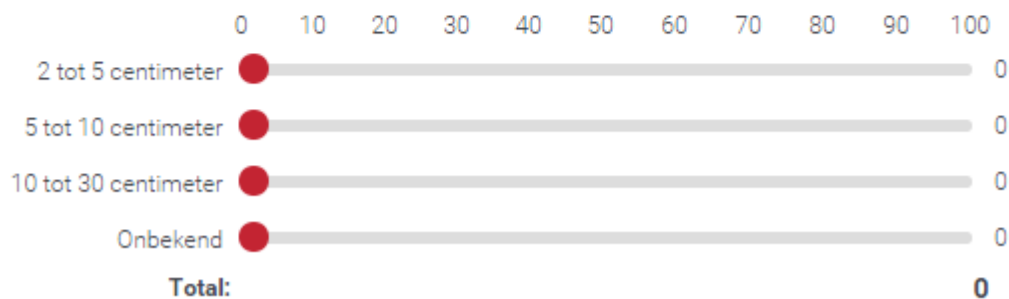 0 10 20 30 40 50 60 70 80 90 100
2 tot 5 centimeter 0
5 tot 10 centimeter 0
10 tot 30 centimeter 0
Onbekend 0
Total: 0